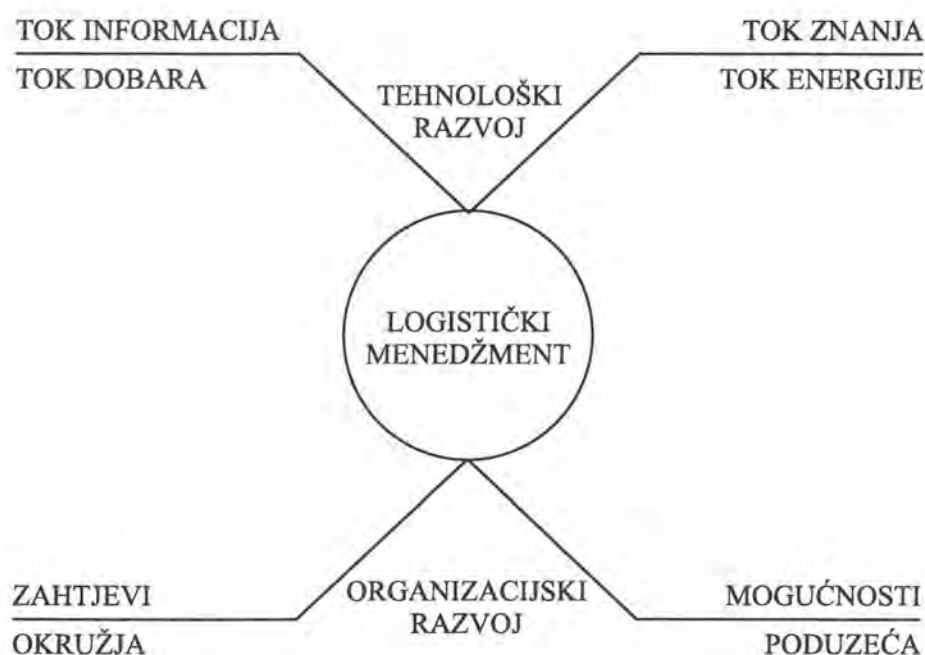 TOK INFORMACIJA
TOK DOBARA
TOK ZNANJA
TOK ENERGIJE
TEHNOLOŠKI
RAZVOJ
LOGISTIČKI
MENEDŽMENT
ZAHTJEVI
OKRUŽJA
ORGANIZACIJSKI
RAZVOJ
MOGUĆNOSTI
PODUZEĆA